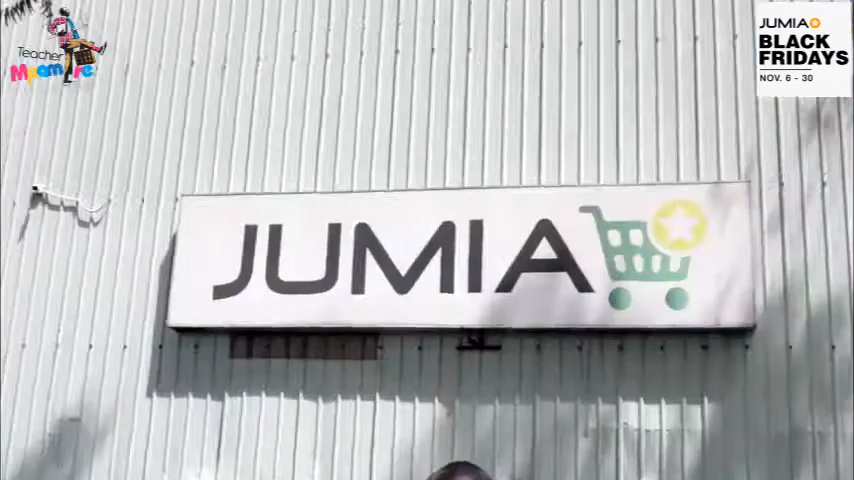 Teacher
Mpamire
JUMIA
BLACK
FRIDAYS
NOV. 6 - 30
JUMIA